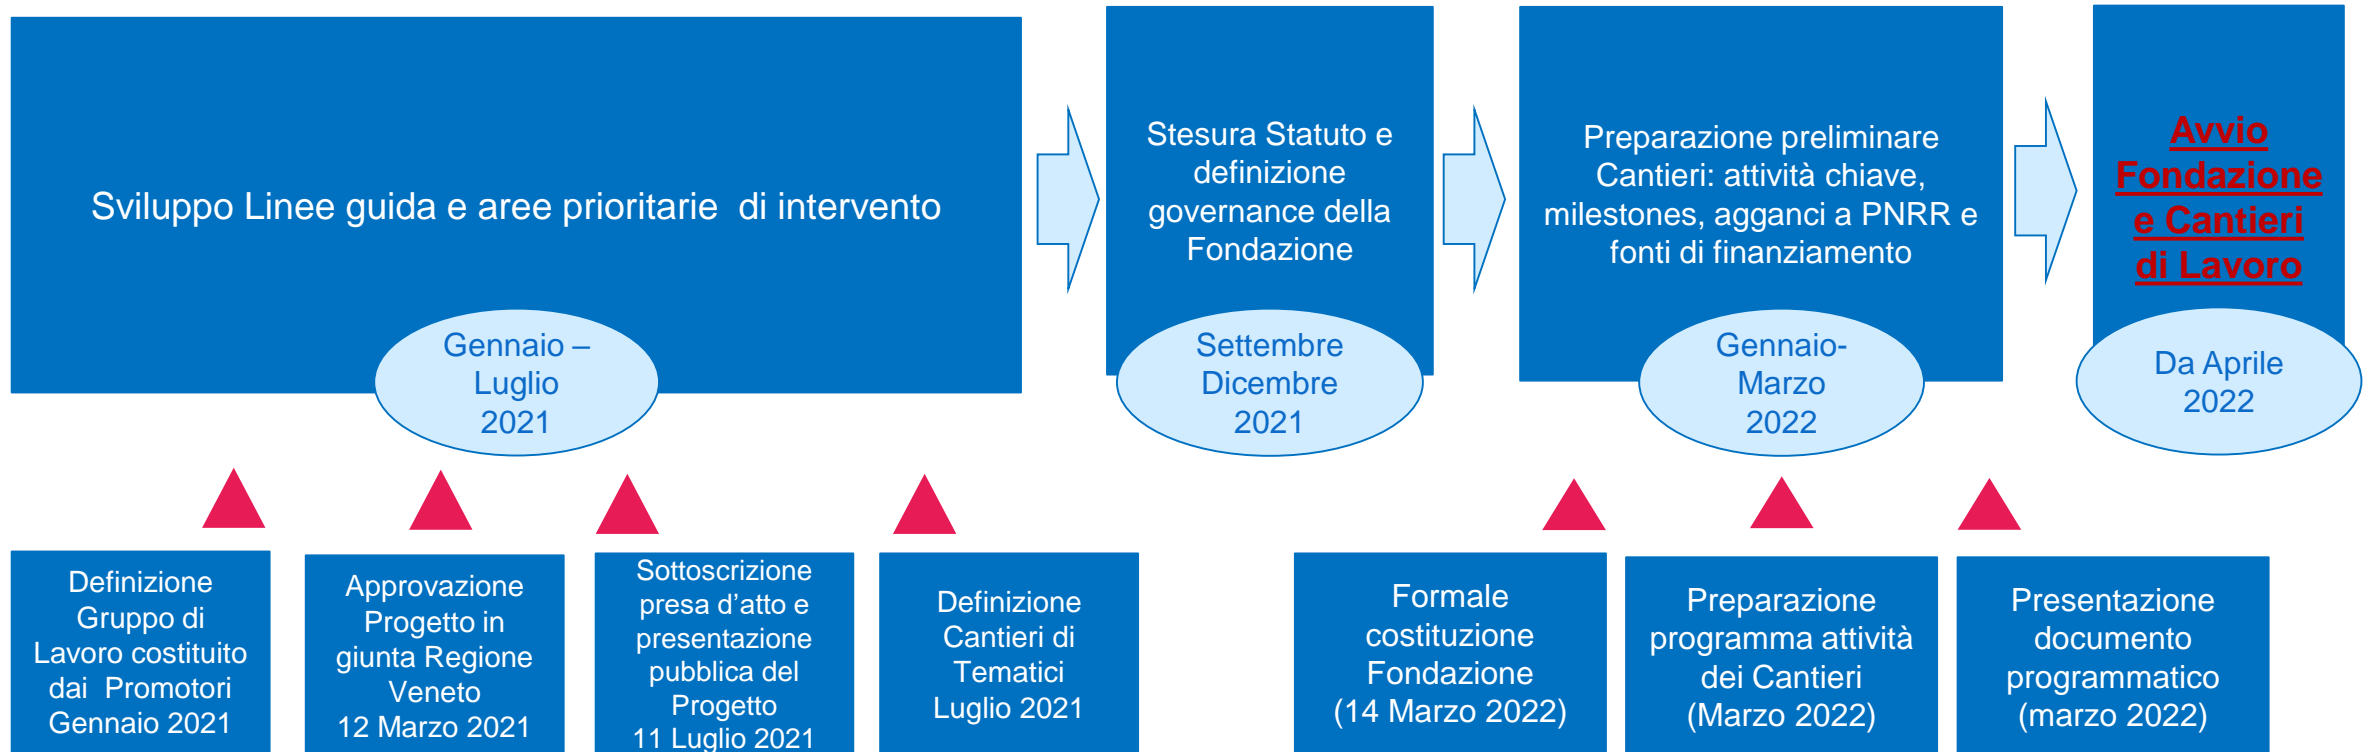 Sviluppo Linee guida e aree prioritarie  di intervento
Gennaio –
Luglio
2021
Stesura Statuto e
definizione
governance della
Fondazione
Settembre
Dicembre
2021
Preparazione preliminare
Cantieri: attività chiave,
milestones, agganci a PNRR e
fonti di finanziamento
Gennaio-
Marzo
2022
Avvio
Fondazione
e Cantieri
di Lavoro
Da Aprile
2022
Definizione
Gruppo di
Lavoro costituito
dai  Promotori
Gennaio 2021
Approvazione
Progetto in
giunta Regione
Veneto
12 Marzo 2021
Sottoscrizione
presa d’atto e
presentazione
pubblica del
Progetto
11 Luglio 2021
Definizione
Cantieri di
Tematici
Luglio 2021
Formale
costituzione
Fondazione
(14 Marzo 2022)
Preparazione
programma attività
dei Cantieri
(Marzo 2022)
Presentazione
documento
programmatico
(marzo 2022)